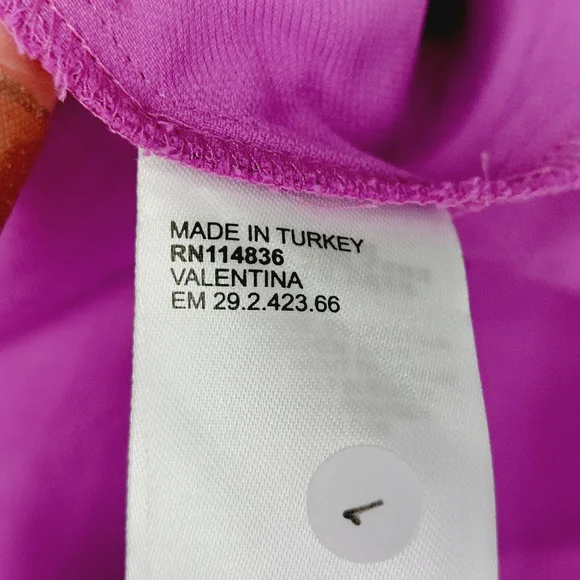 MADE IN TURKEY
RN114836
VALENTINA
EM 29.2.423.66